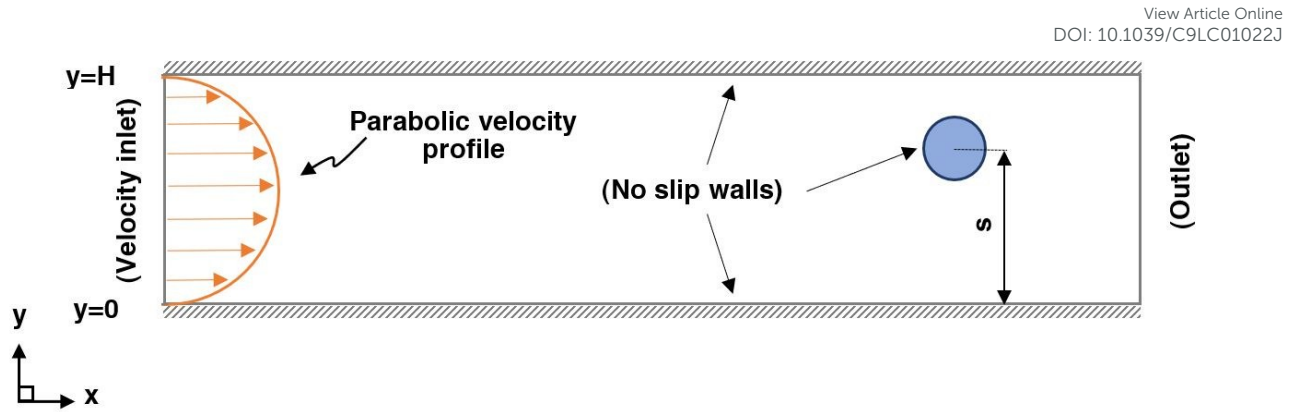 View Article Online
DOI: 10.1039/C9LC01022J
y=H
(Velocity inlet)
Parabolic velocity
profile
(No slip walls)
s
(Outlet)
y=0
y
x